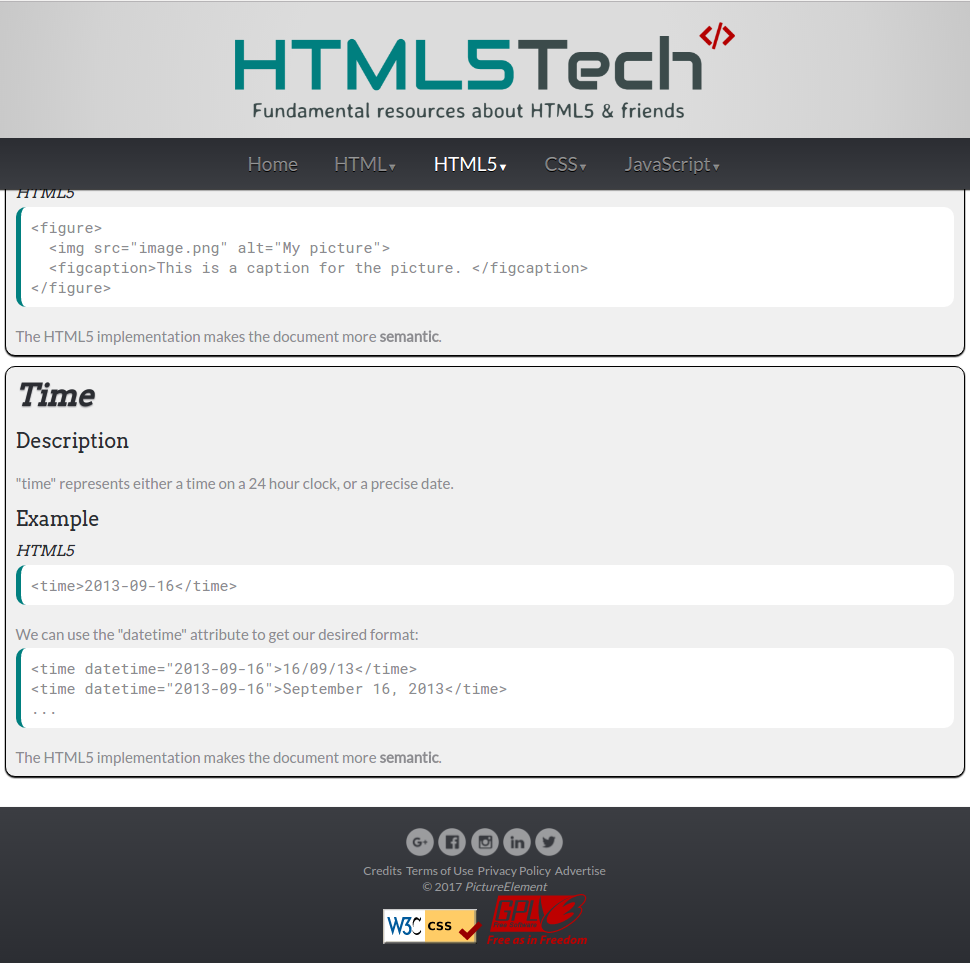 HTML5Tech </>
Fundamental resources about HTML5 & friends
Home HTML▾ HTML5▾ CSS▾ JavaScript▾
HTML5
<figure>
  <img src="image.png" alt="My picture">
  <figcaption>This is a caption for the picture. </figcaption>
</figure>
The HTML5 implementation makes the document more semantic.
Time
Description
"time" represents either a time on a 24 hour clock, or a precise date.
Example
HTML5
<time>2013-09-16</time>
We can use the "datetime" attribute to get our desired format:
<time datetime="2013-09-16">16/09/13</time>
<time datetime="2013-09-16">September 16, 2013</time>
...
The HTML5 implementation makes the document more semantic.
G+ in
Credits Terms of Use Privacy Policy Advertise
© 2017 PictureElement
W3C CSS GPLv3
Free as in Freedom